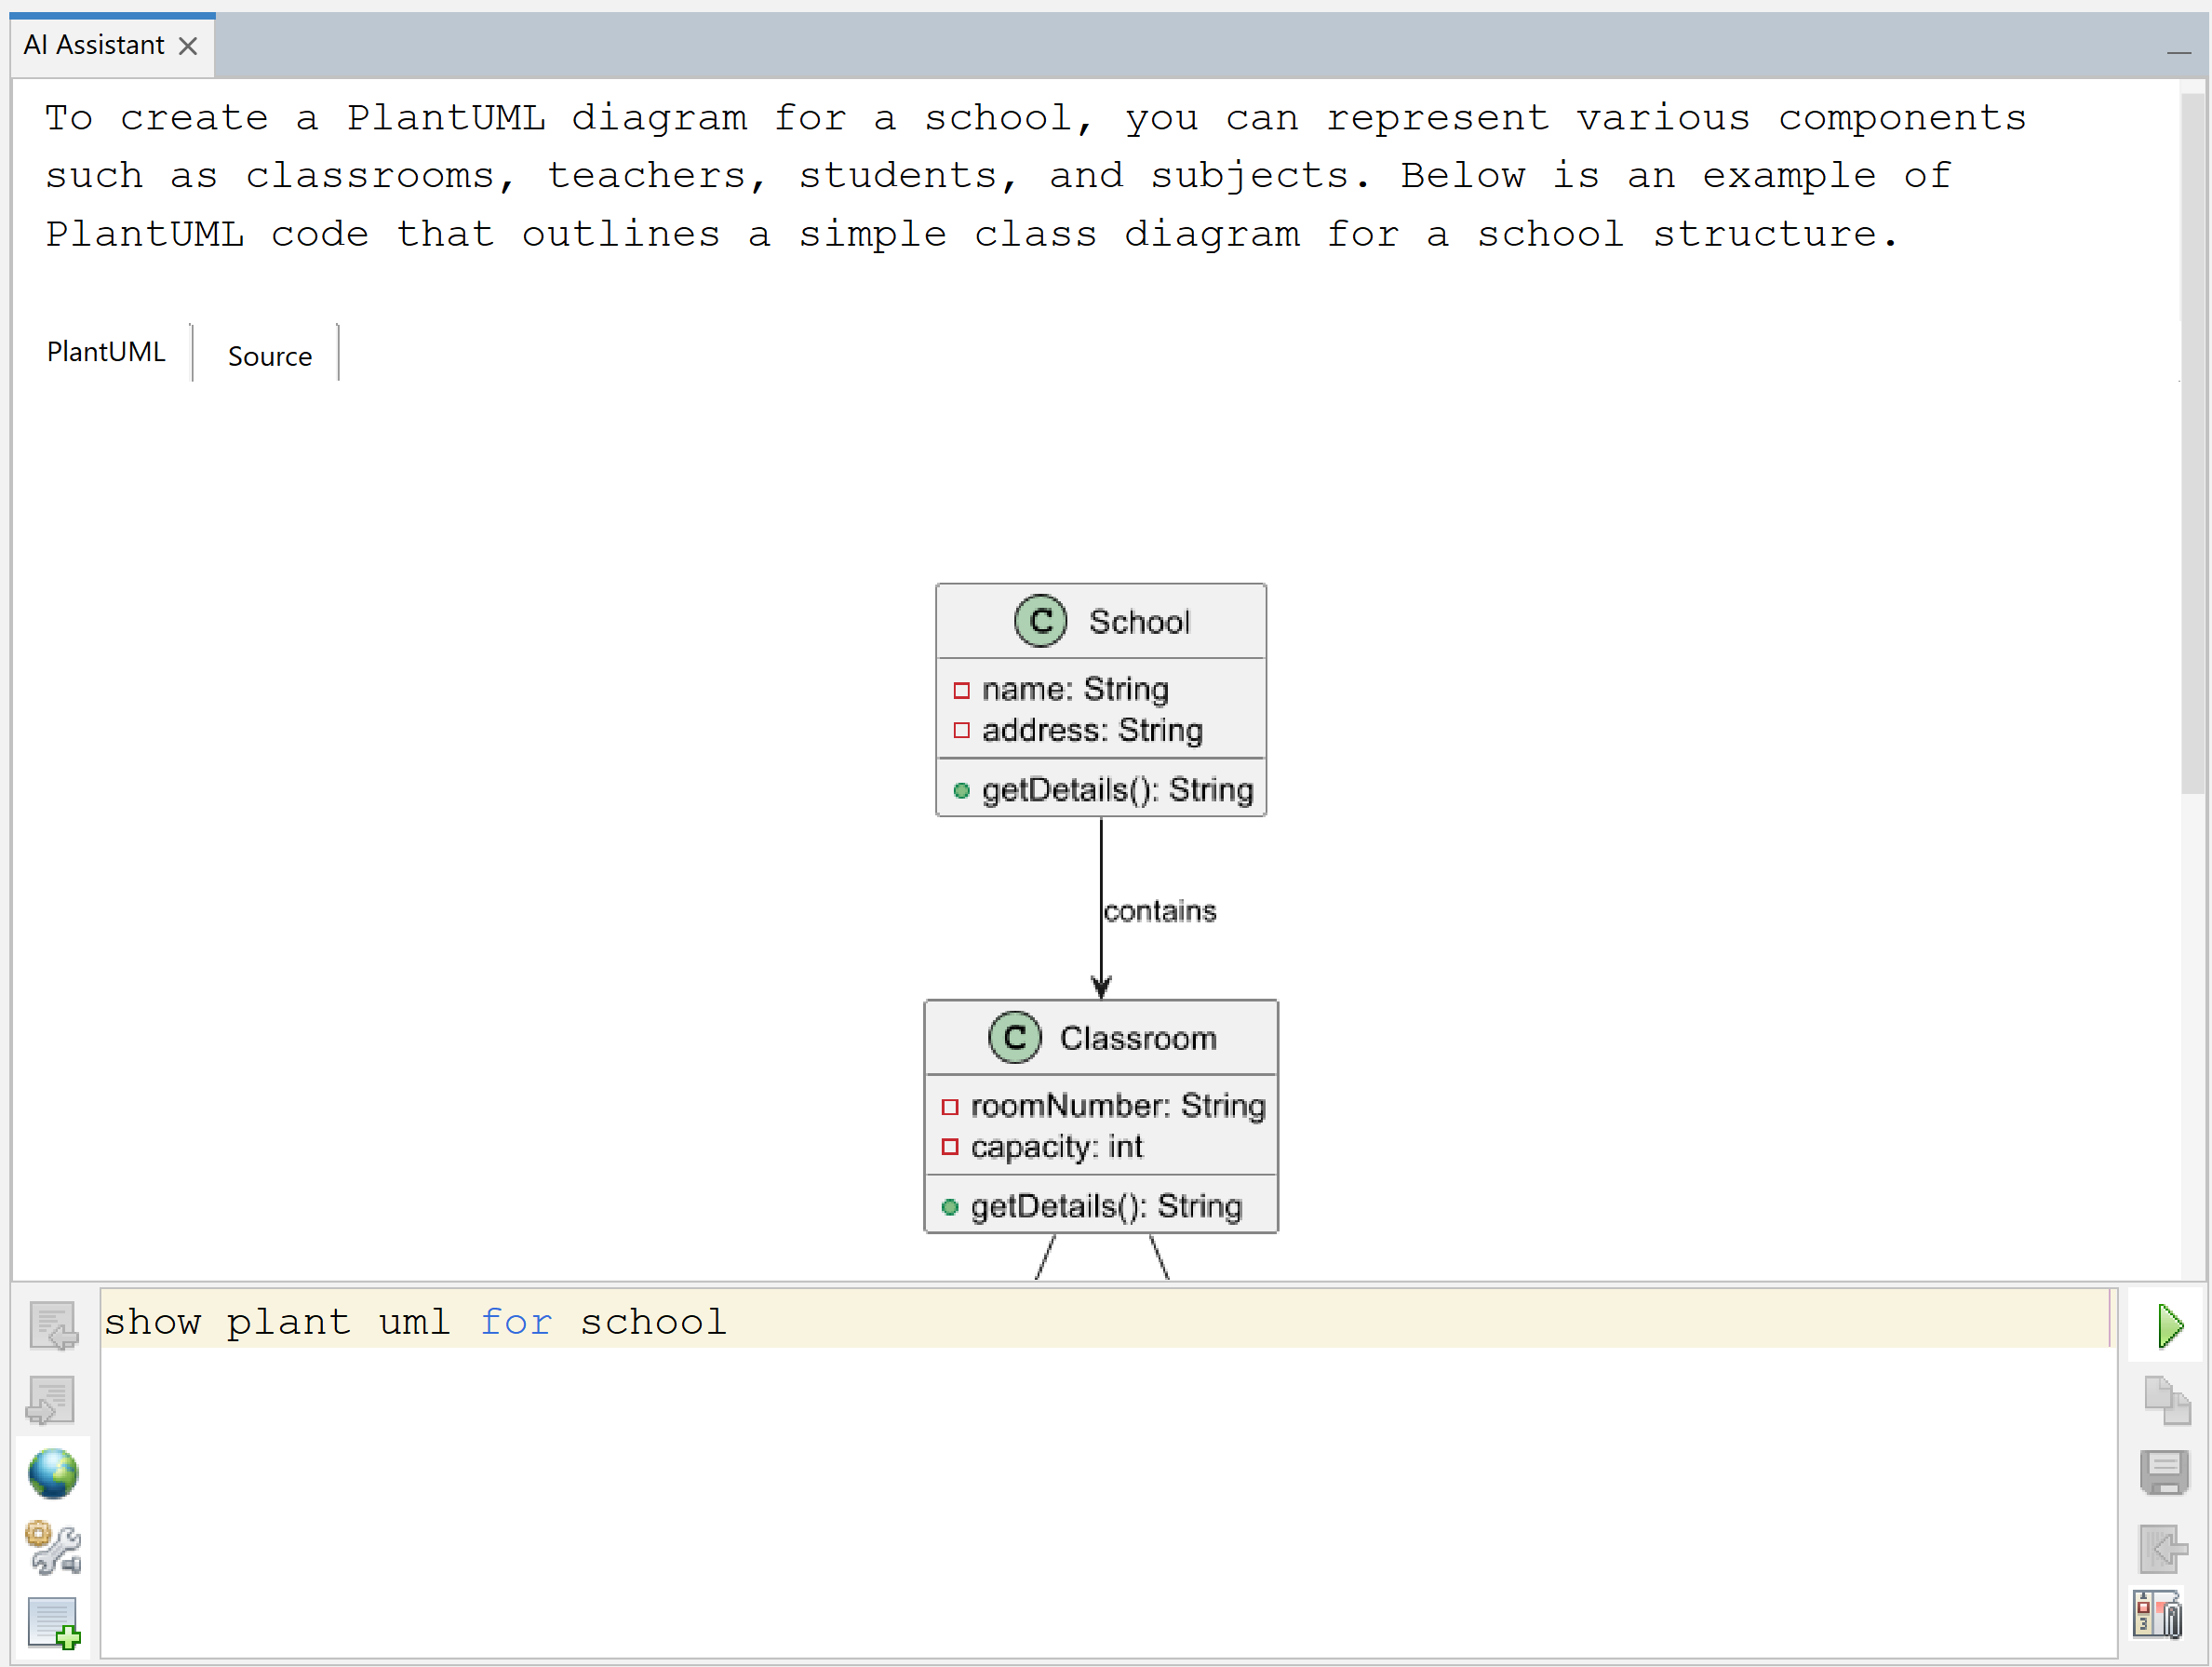 AI Assistant
To create a PlantUML diagram for a school, you can represent various components
such as classrooms, teachers, students, and subjects. Below is an example of
PlantUML code that outlines a simple class diagram for a school structure.
PlantUML
Source
C School
name: String
address: String
getDetails(): String
contains
C Classroom
roomNumber: String
capacity: int
getDetails(): String
show plant uml for school